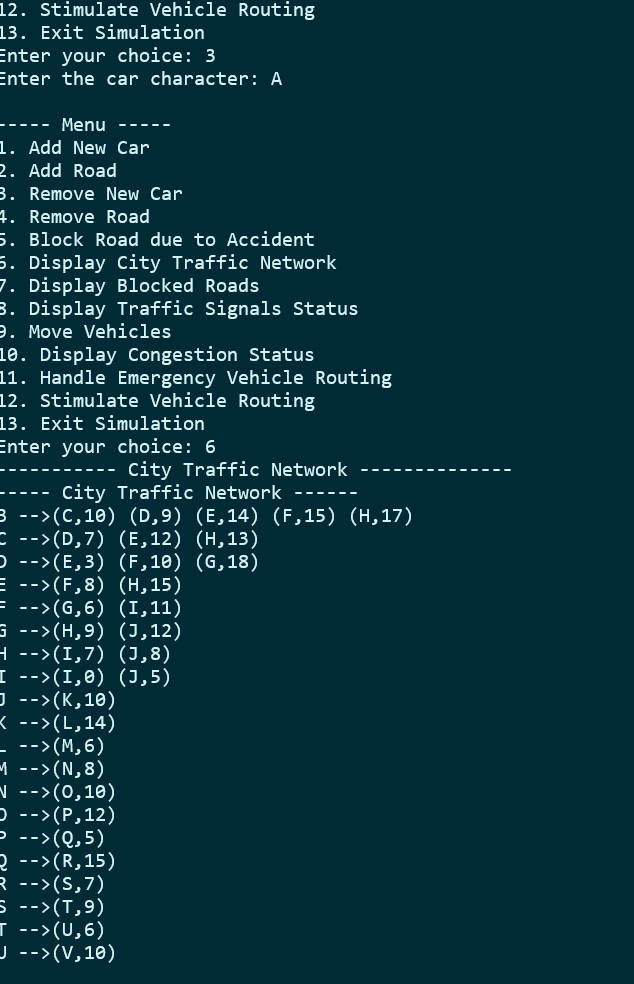 12. Stimulate Vehicle Routing
13. Exit Simulation
Enter your choice: 3
Enter the car character: A
----- Menu -----
1. Add New Car
2. Add Road
3. Remove New Car
4. Remove Road
5. Block Road due to Accident
6. Display City Traffic Network
7. Display Blocked Roads
8. Display Traffic Signals Status
9. Move Vehicles
10. Display Congestion Status
11. Handle Emergency Vehicle Routing
12. Stimulate Vehicle Routing
13. Exit Simulation
Enter your choice: 6
----------- City Traffic Network --------------
----- City Traffic Network ------
B -->(C,10) (D,9) (E,14) (F,15) (H,17)
C -->(D,7) (E,12) (H,13)
D -->(E,3) (F,10) (G,18)
E -->(F,8) (H,15)
F -->(G,6) (I,11)
G -->(H,9) (J,12)
H -->(I,7) (J,8)
I -->(I,0) (J,5)
J -->(K,10)
K -->(L,14)
L -->(M,6)
M -->(N,8)
N -->(O,10)
O -->(P,12)
P -->(Q,5)
Q -->(R,15)
R -->(S,7)
S -->(T,9)
T -->(U,6)
U -->(V,10)